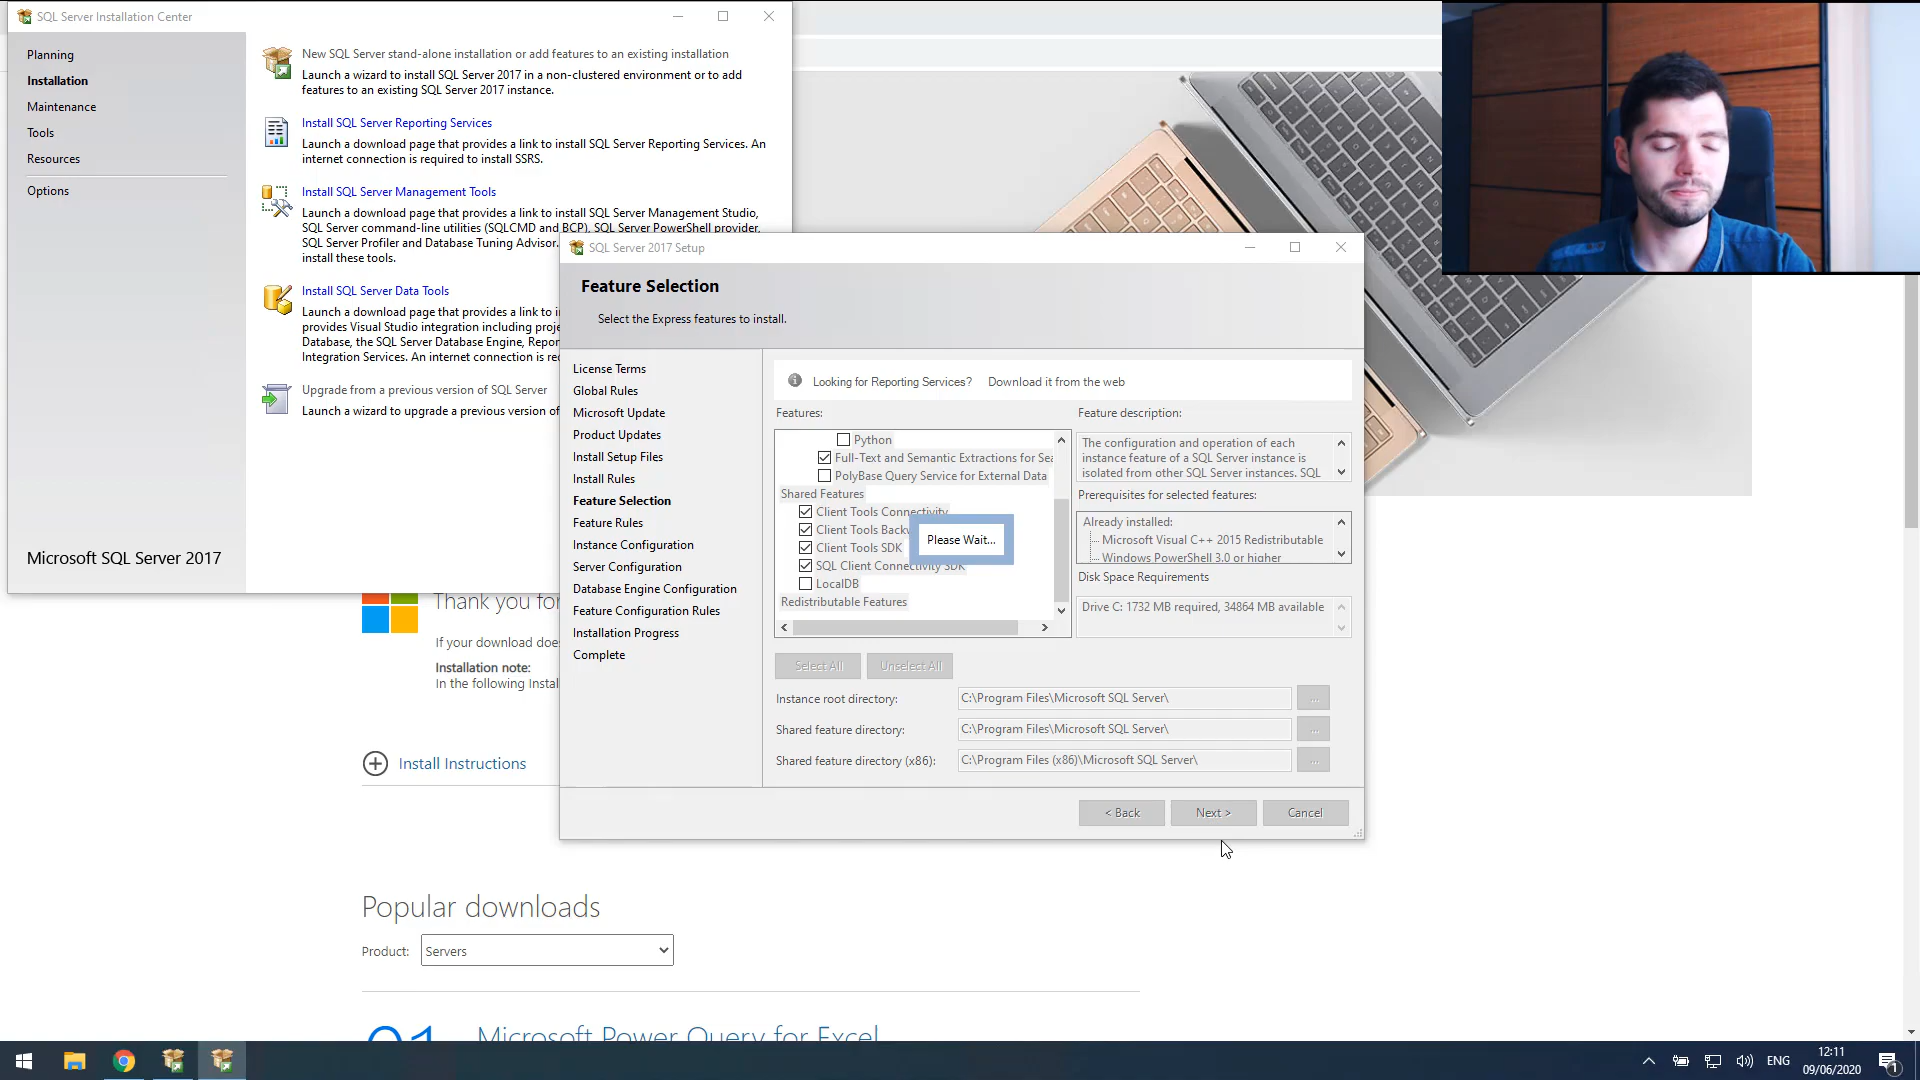 SQL Server Installation Center
Planning
Installation
Maintenance
Tools
Resources
Options
Microsoft SQL Server 2017
New SQL Server stand-alone installation or add features to an existing installation
Launch a wizard to install SQL Server 2017 in a non-clustered environment or to add
features to an existing SQL Server 2017 instance.
Install SQL Server Reporting Services
Launch a download page that provides a link to install SQL Server Reporting Services. An
internet connection is required to install SSRS.
Install SQL Server Management Tools
Launch a download page that provides a link to install SQL Server Management Studio,
SQL Server command-line utilities (SQLCMD and BCP), SQL Server PowerShell provider,
SQL Server Profiler and Database Tuning Advisor.
install these tools.
Install SQL Server Data Tools
Launch a download page that provides a link to i
provides Visual Studio integration including proje
Database, the SQL Server Database Engine, Repor
Integration Services. An internet connection is re
Upgrade from a previous version of SQL Server
Launch a wizard to upgrade a previous version of
SQL Server 2017 Setup
Feature Selection
Select the Express features to install.
License Terms
Global Rules
Microsoft Update
Product Updates
Install Setup Files
Install Rules
Feature Selection
Feature Rules
Instance Configuration
Server Configuration
Database Engine Configuration
Feature Configuration Rules
Installation Progress
Complete
Looking for Reporting Services? Download it from the web
Features:
Python
Full-Text and Semantic Extractions for Sea
PolyBase Query Service for External Data
Shared Features
Client Tools Connectivity
Client Tools Backw
Client Tools SDK
SQL Client Connectivity SDK
LocalDB
Redistributable Features
Please Wait...
Feature description:
The configuration and operation of each
instance feature of a SQL Server instance is
isolated from other SQL Server instances. SQL
Prerequisites for selected features:
Already installed:
Microsoft Visual C++ 2015 Redistributable
Windows PowerShell 3.0 or higher
Disk Space Requirements
Drive C: 1732 MB required, 34864 MB available
Select All
Unselect All
Instance root directory: C:\Program Files\Microsoft SQL Server\ ...
Shared feature directory: C:\Program Files\Microsoft SQL Server\ ...
Shared feature directory (x86): C:\Program Files (x86)\Microsoft SQL Server\ ...
< Back
Next >
Cancel
Thank you for
If your download doe
Installation note:
In the following Instal
Install Instructions
Popular downloads
Product: Servers
01 Microsoft Power Query for Excel
ENG
12:11
09/06/2020
1